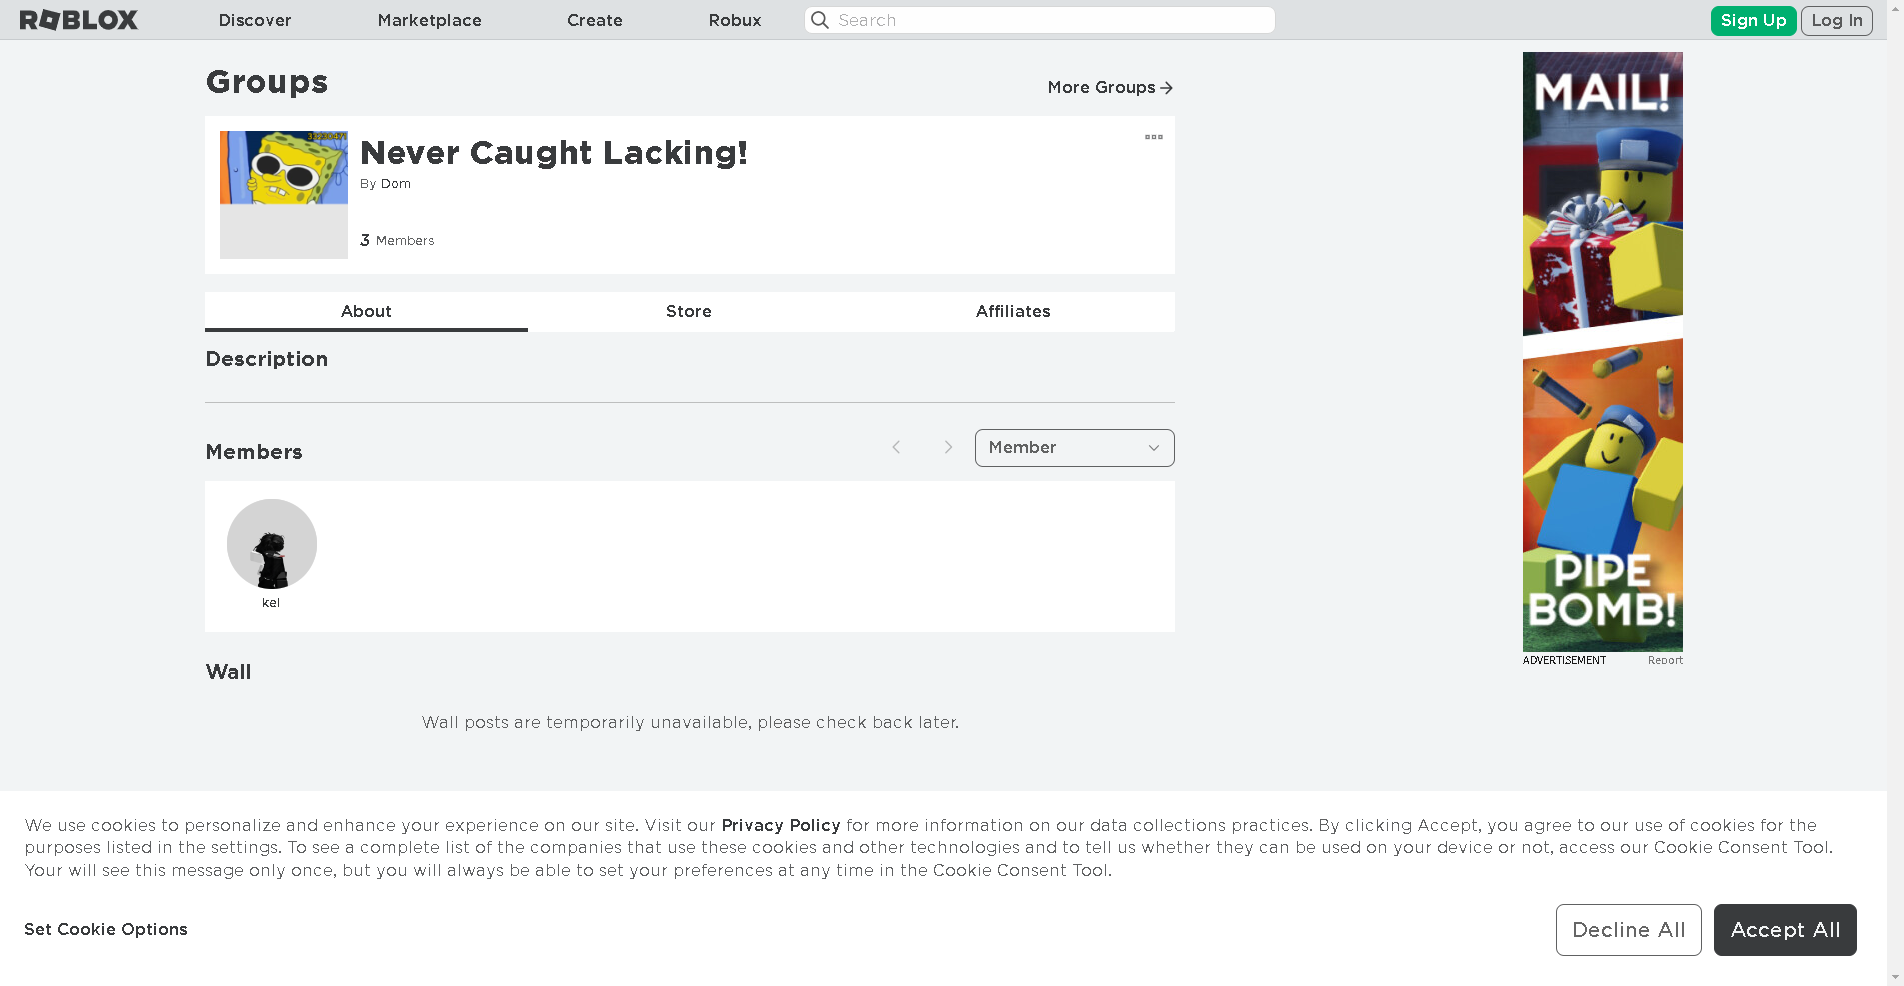 ROBLOX
Discover
Marketplace
Create
Robux
Search
Sign Up
Log In
Groups
More Groups
Never Caught Lacking!
By Dom
3 Members
About
Store
Affiliates
Description
Members
Member
kel
Wall
Wall posts are temporarily unavailable, please check back later.
MAIL!
PIPE
BOMB!
ADVERTISEMENT
Report
We use cookies to personalize and enhance your experience on our site. Visit our Privacy Policy for more information on our data collections practices. By clicking Accept, you agree to our use of cookies for the
purposes listed in the settings. To see a complete list of the companies that use these cookies and other technologies and to tell us whether they can be used on your device or not, access our Cookie Consent Tool.
Your will see this message only once, but you will always be able to set your preferences at any time in the Cookie Consent Tool.
Set Cookie Options
Decline All
Accept All